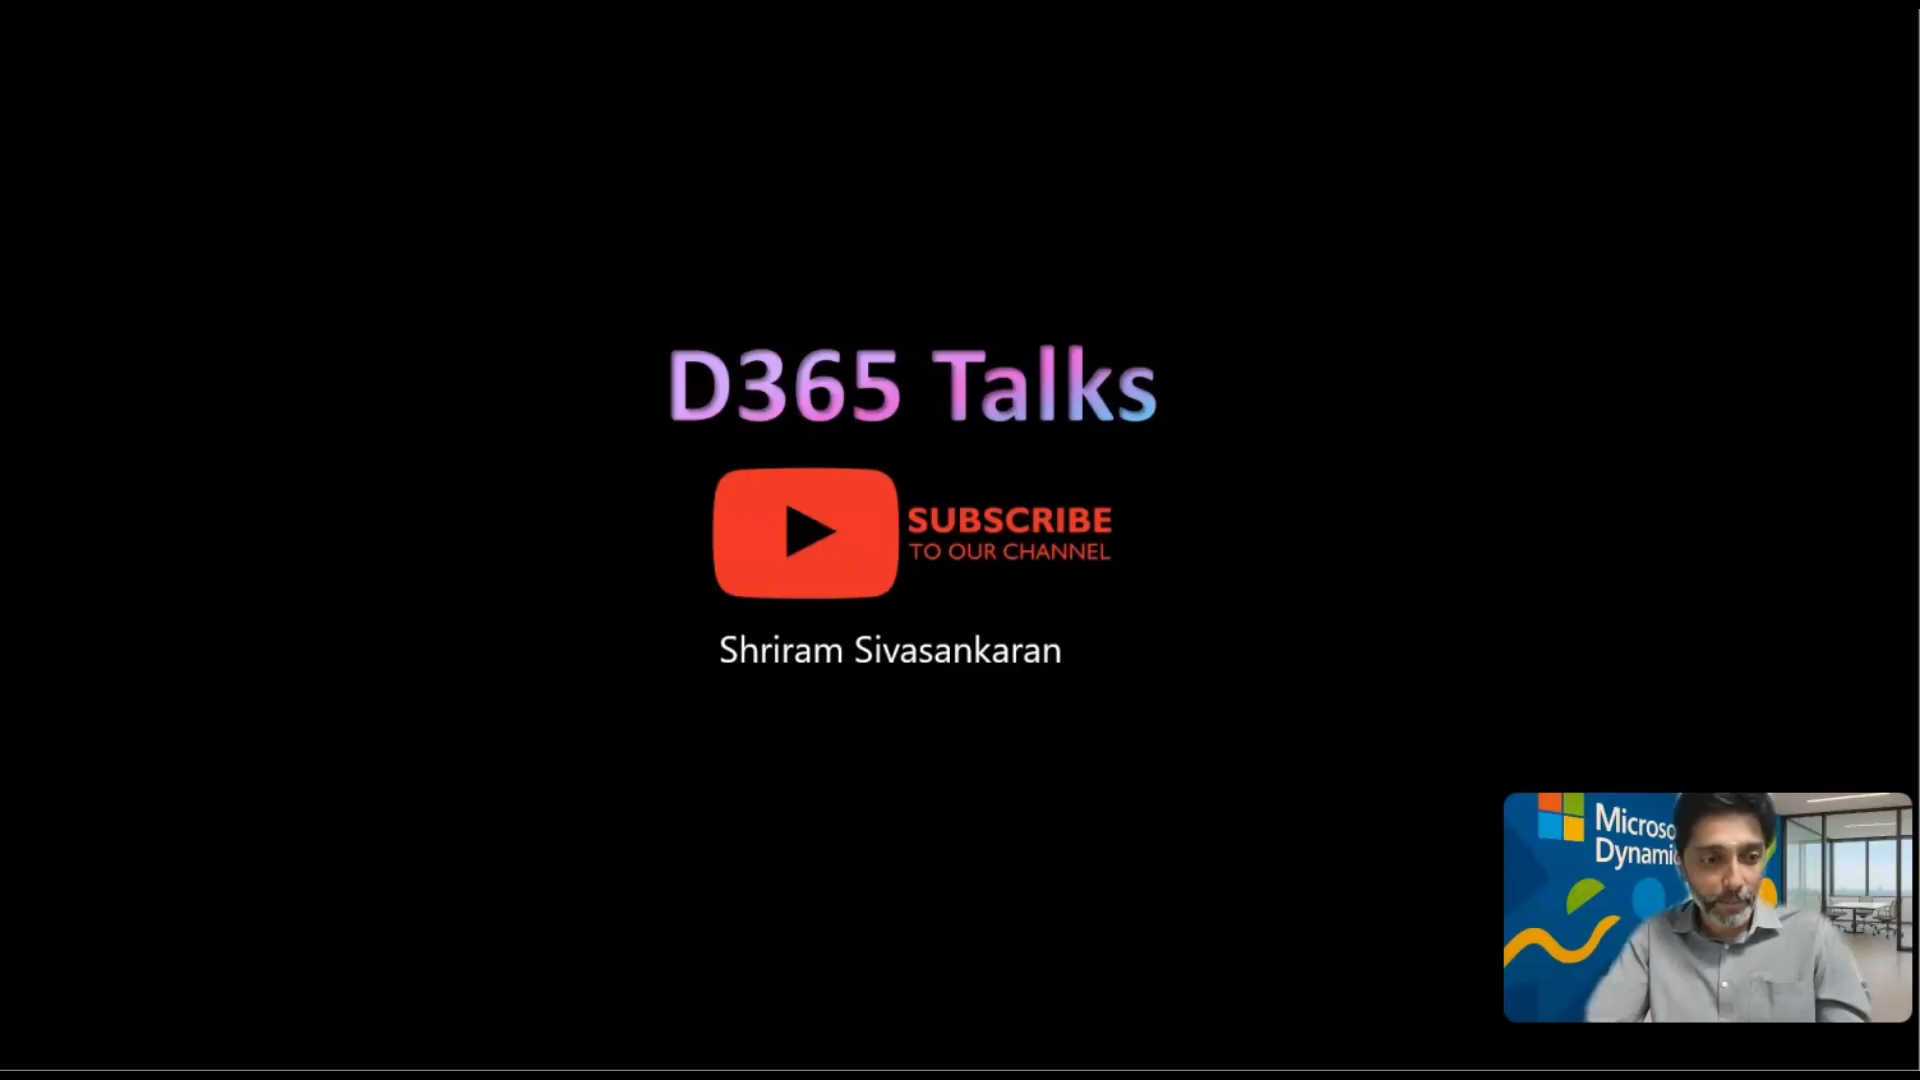 D365 Talks
SUBSCRIBE
TO OUR CHANNEL
Shriram Sivasankaran
Microso
Dynami